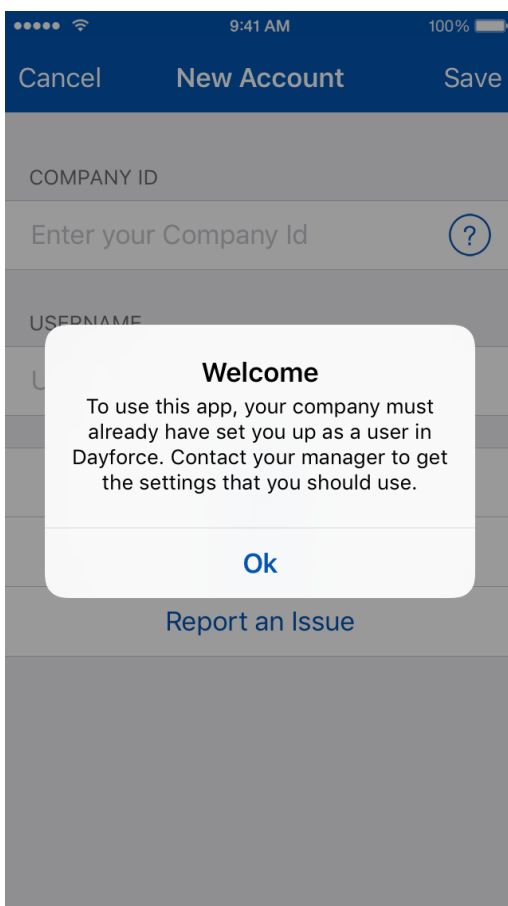 9:41 AM 100%
Cancel New Account Save
COMPANY ID
Enter your Company Id ?
USERNAME
Welcome
To use this app, your company must
already have set you up as a user in
Dayforce. Contact your manager to get
the settings that you should use.
Ok
Report an Issue